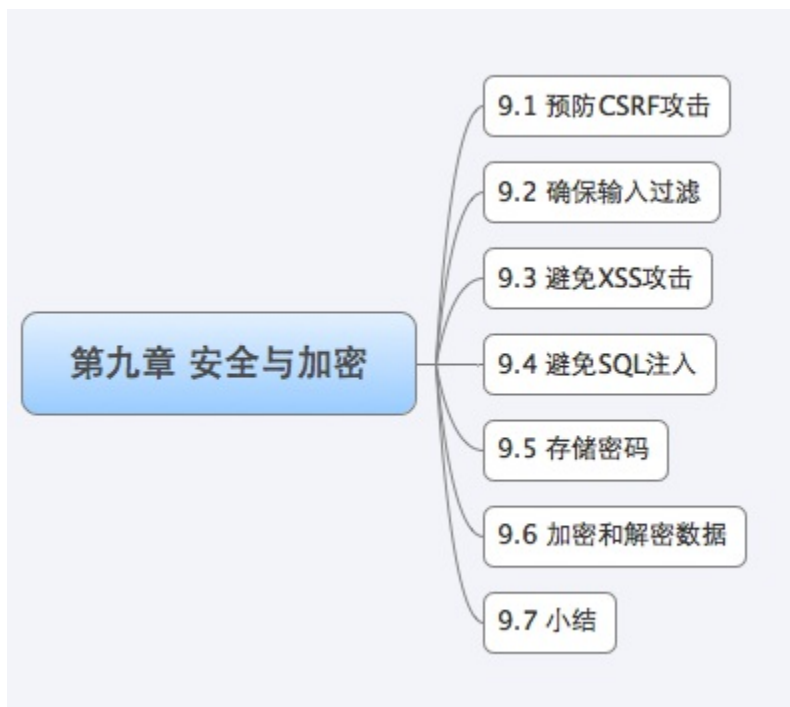 第九章 安全与加密
9.1 预防CSRF攻击
9.2 确保输入过滤
9.3 避免XSS攻击
9.4 避免SQL注入
9.5 存储密码
9.6 加密和解密数据
9.7 小结